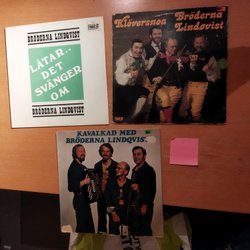 BRÖDERNA LINDQVIST
LÅTAR..
DET
SVÄNGER
OM
BRÖDERNA LINDQVIST
Klöversnoa
Bröderna
Lindqvist
KAVALKAD MED
BRÖDERNA LINDQVIST